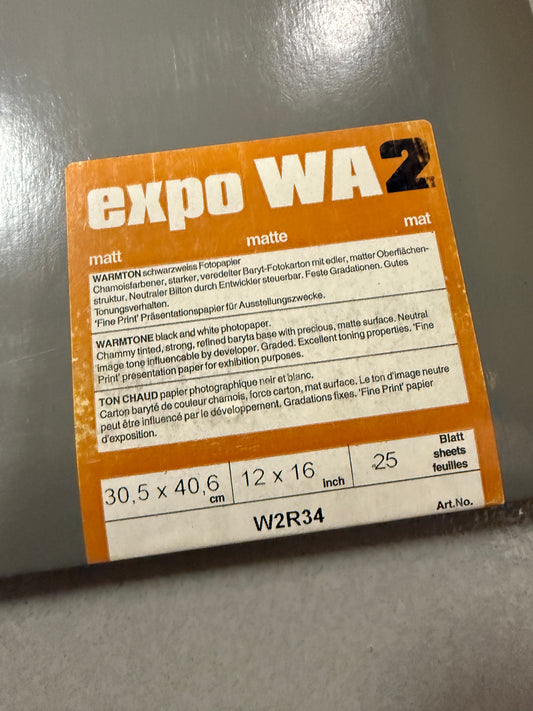 expo WA2
matt
matte
mat
WARMTON schwarzweiss Fotopapier
Chamoisfarbener, starker, veredelter Baryt-Fotokarton mit edler, matter Oberflächen-
struktur. Neutraler Bilton durch Entwickler steuerbar. Feste Gradationen. Gutes
Tonungsverhalten.
'Fine Print' Präsentationspapier für Ausstellungszwecke.
WARMTONE black and white photopaper.
Chammy tinted, strong, refined baryta base with precious, matte surface. Neutral
image tone influencable by developer. Graded. Excellent toning properties. 'Fine
Print' presentation paper for exhibition purposes.
TON CHAUD papier photographique neir et blanc.
Carton baryté de couleur chamois, force carton, mat surface. Le ton d'image neutre
peut être influencé par le développement. Gradations fixes. 'Fine Print' papier
d'exposition.
30,5 x 40,6 cm
12 x 16 Inch
25
Blatt
sheets
feuilles
W2R34
Art.No.